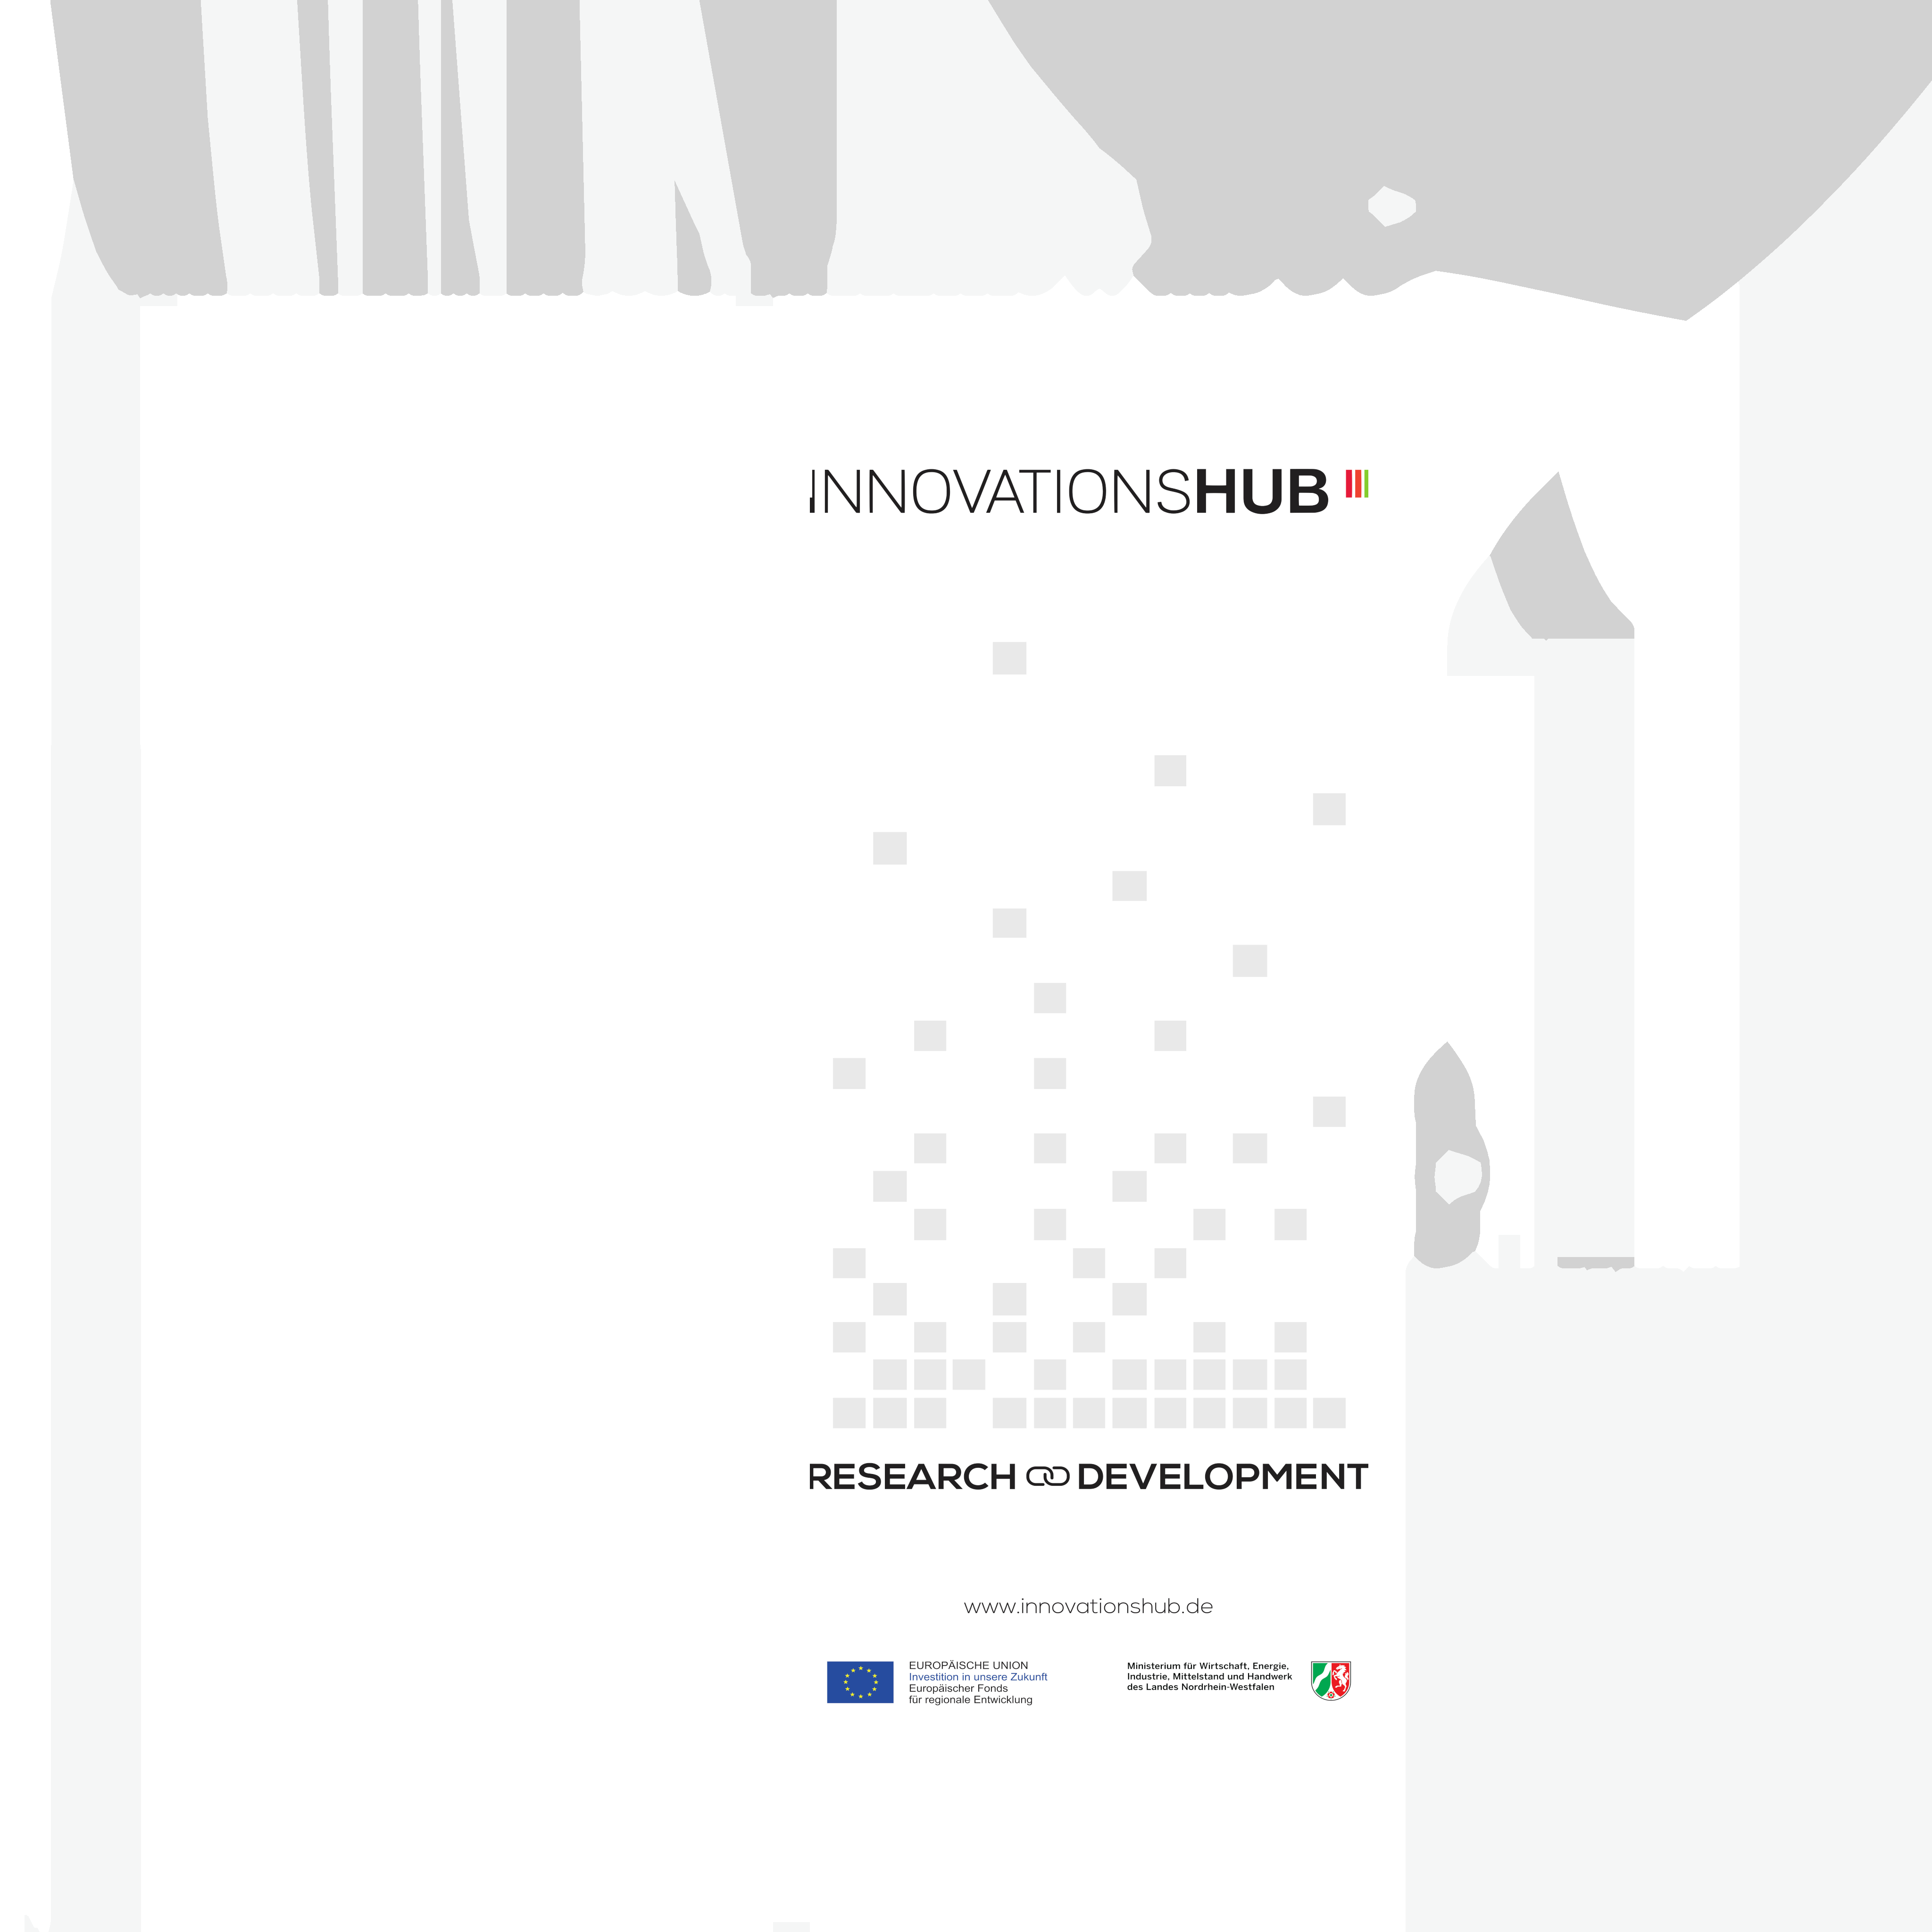 INNOVATIONSHUB
RESEARCH DEVELOPMENT
www.innovationshub.de
EUROPÄISCHE UNION
Investition in unsere Zukunft
Europäischer Fonds
für regionale Entwicklung
Ministerium für Wirtschaft, Energie,
Industrie, Mittelstand und Handwerk
des Landes Nordrhein-Westfalen